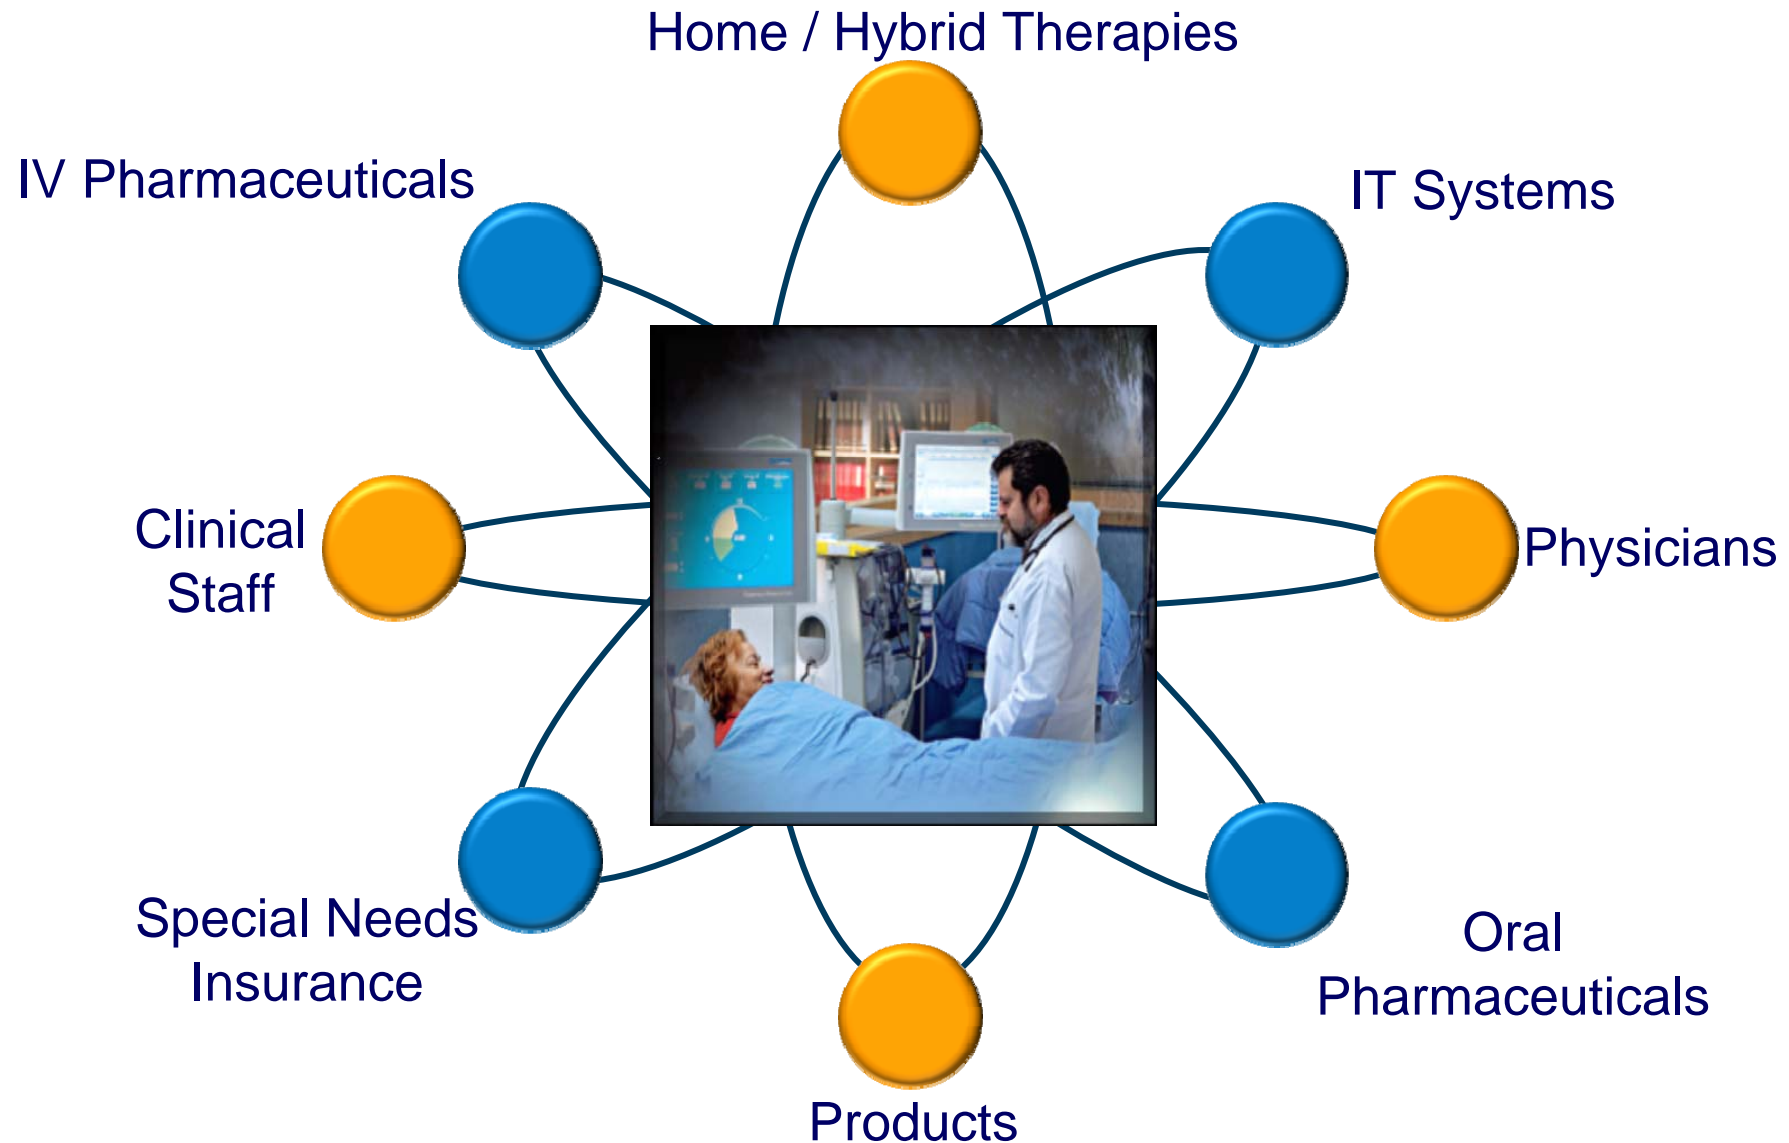 Home / Hybrid Therapies
IV Pharmaceuticals
IT Systems
Clinical
Staff
Physicians
Special Needs
Insurance
Oral
Pharmaceuticals
Products